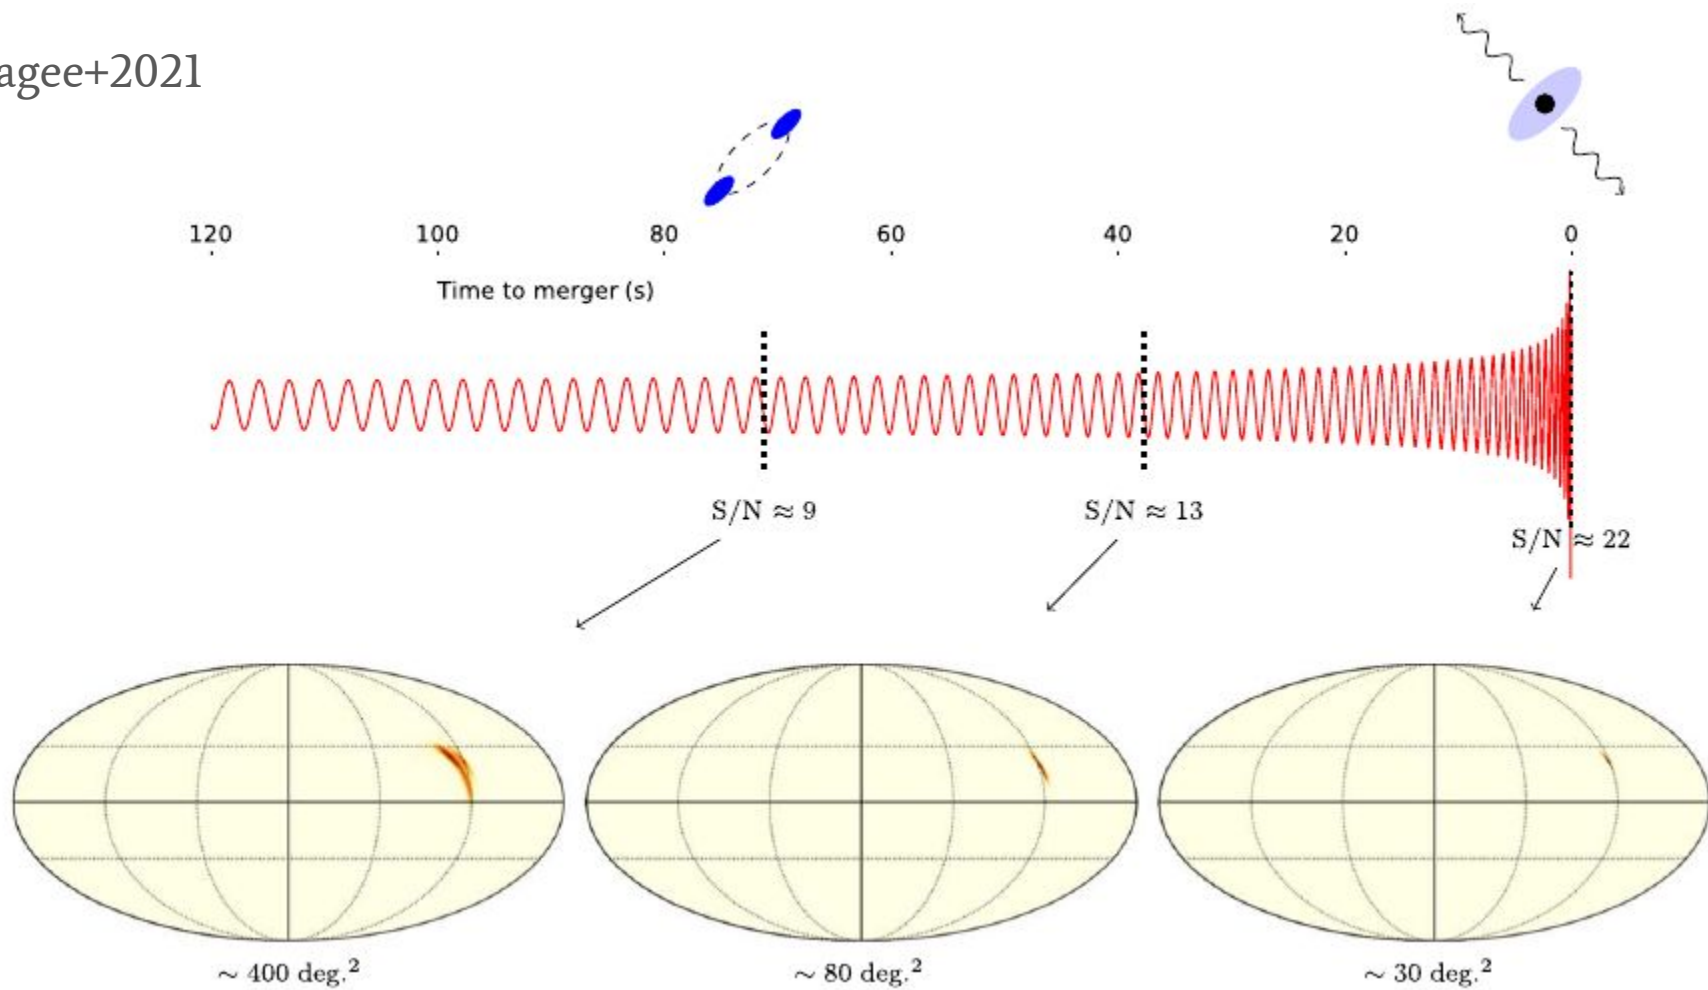 agee+2021
120 100 80 60 40 20 0
Time to merger (s)
S/N ≈ 9
S/N ≈ 13
S/N ≈ 22
~ 400 deg.²
~ 80 deg.²
~ 30 deg.²